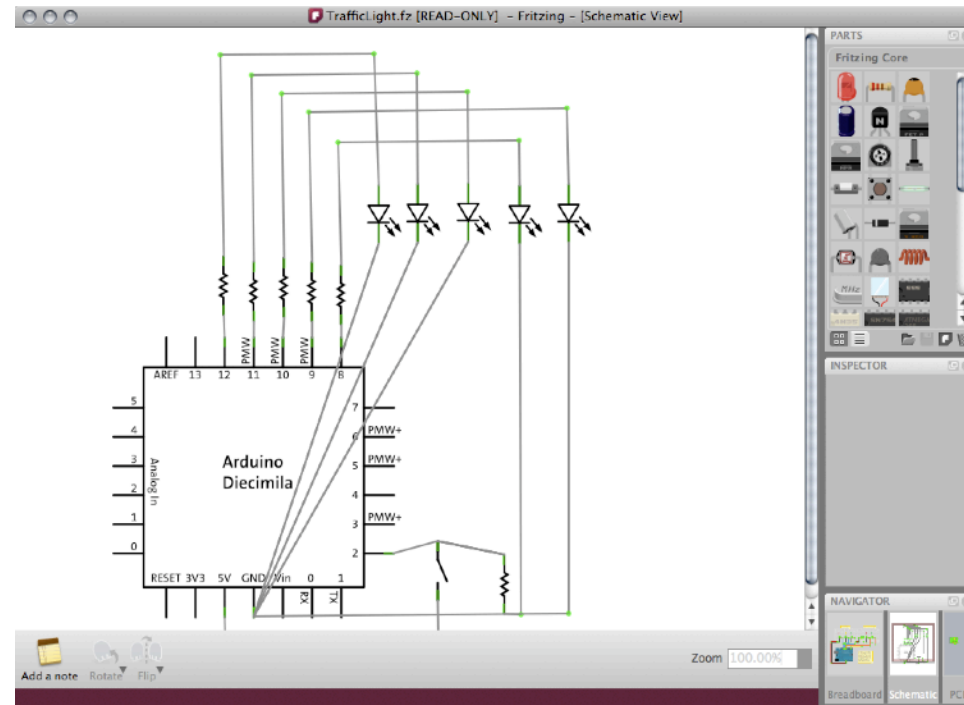 TrafficLight.fz [READ-ONLY] - Fritzing - [Schematic View]
PARTS
Fritzing Core
PMW
PMW
PMW
AREF 13 12 11 10 9 8
5
4
3
2
1
0
Analog In
Arduino
Diecimila
7
6 PMW+
5 PMW+
4
3 PMW+
2
RESET 3V3 5V GND Vin 0 1
RX
TX
INSPECTOR
NAVIGATOR
Breadboard
Schematic
Add a note
Rotate
Flip
Zoom 100.00%